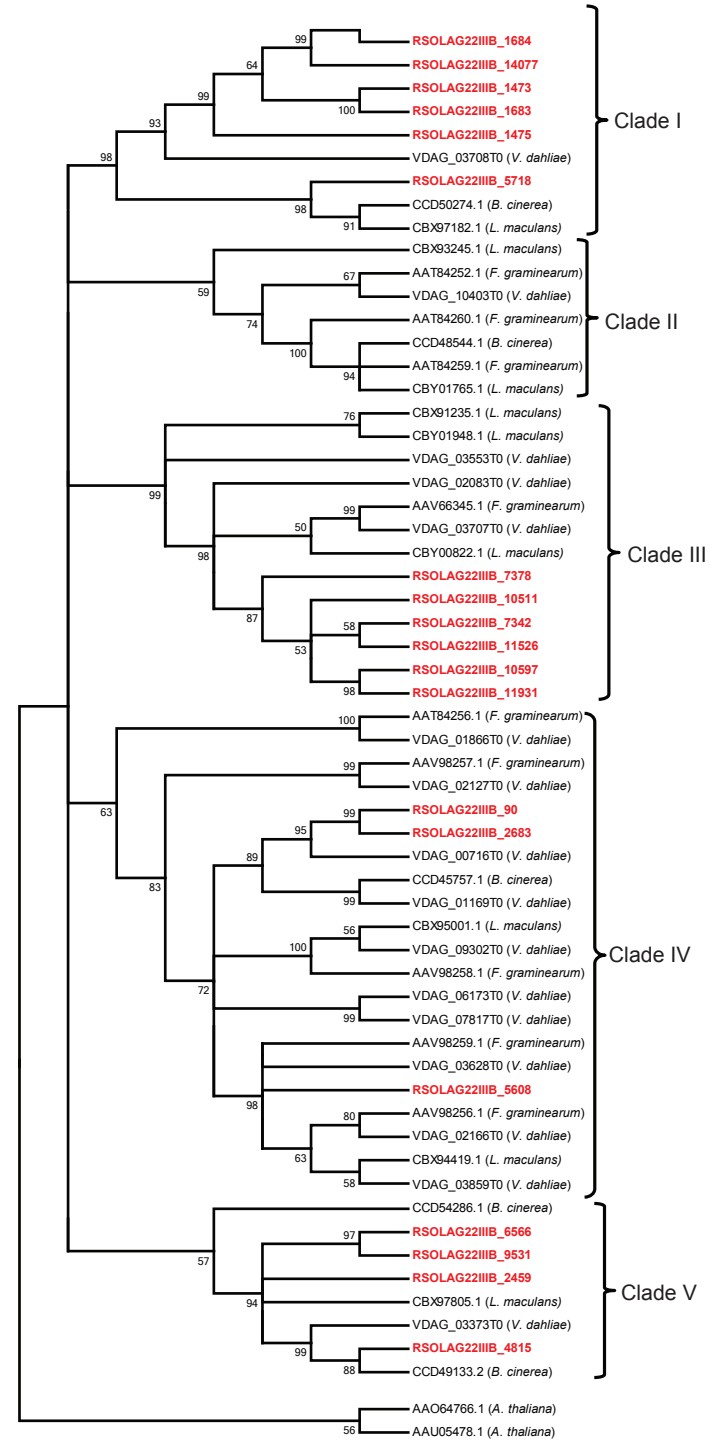 99
RSOLAG22IIIB_1684
64
RSOLAG22IIIB_14077
RSOLAG22IIIB_1473
99
100
RSOLAG22IIIB_1683
Clade I
93
RSOLAG22IIIB_1475
98
VDAG_03708T0 (V. dahliae)
RSOLAG22IIIB_5718
98
CCD50274.1 (B. cinerea)
91
CBX97182.1 (L. maculans)
CBX93245.1 (L. maculans)
59
67
AAT84252.1 (F. graminearum)
VDAG_10403T0 (V. dahliae)
74
AAT84260.1 (F. graminearum)
Clade II
100
CCD48544.1 (B. cinerea)
AAT84259.1 (F. graminearum)
94
CBY01765.1 (L. maculans)
76
CBX91235.1 (L. maculans)
CBY01948.1 (L. maculans)
99
VDAG_03553T0 (V. dahliae)
VDAG_02083T0 (V. dahliae)
99
AAV66345.1 (F. graminearum)
98
50
VDAG_03707T0 (V. dahliae)
CBY00822.1 (L. maculans)
Clade III
RSOLAG22IIIB_7378
87
RSOLAG22IIIB_10511
58
RSOLAG22IIIB_7342
53
RSOLAG22IIIB_11526
RSOLAG22IIIB_10597
98
RSOLAG22IIIB_11931
100
AAT84256.1 (F. graminearum)
VDAG_01866T0 (V. dahliae)
63
99
AAV98257.1 (F. graminearum)
VDAG_02127T0 (V. dahliae)
83
99
RSOLAG22IIIB_90
95
RSOLAG22IIIB_2683
89
VDAG_00716T0 (V. dahliae)
CCD45757.1 (B. cinerea)
99
VDAG_01169T0 (V. dahliae)
56
CBX95001.1 (L. maculans)
100
VDAG_09302T0 (V. dahliae)
Clade IV
72
AAV98258.1 (F. graminearum)
VDAG_06173T0 (V. dahliae)
99
VDAG_07817T0 (V. dahliae)
AAV98259.1 (F. graminearum)
VDAG_03628T0 (V. dahliae)
98
RSOLAG22IIIB_5608
80
AAV98256.1 (F. graminearum)
63
VDAG_02166T0 (V. dahliae)
CBX94419.1 (L. maculans)
58
VDAG_03859T0 (V. dahliae)
CCD54286.1 (B. cinerea)
57
97
RSOLAG22IIIB_6566
RSOLAG22IIIB_9531
94
RSOLAG22IIIB_2459
Clade V
CBX97805.1 (L. maculans)
VDAG_03373T0 (V. dahliae)
99
RSOLAG22IIIB_4815
88
CCD49133.2 (B. cinerea)
AAO64766.1 (A. thaliana)
56
AAU05478.1 (A. thaliana)